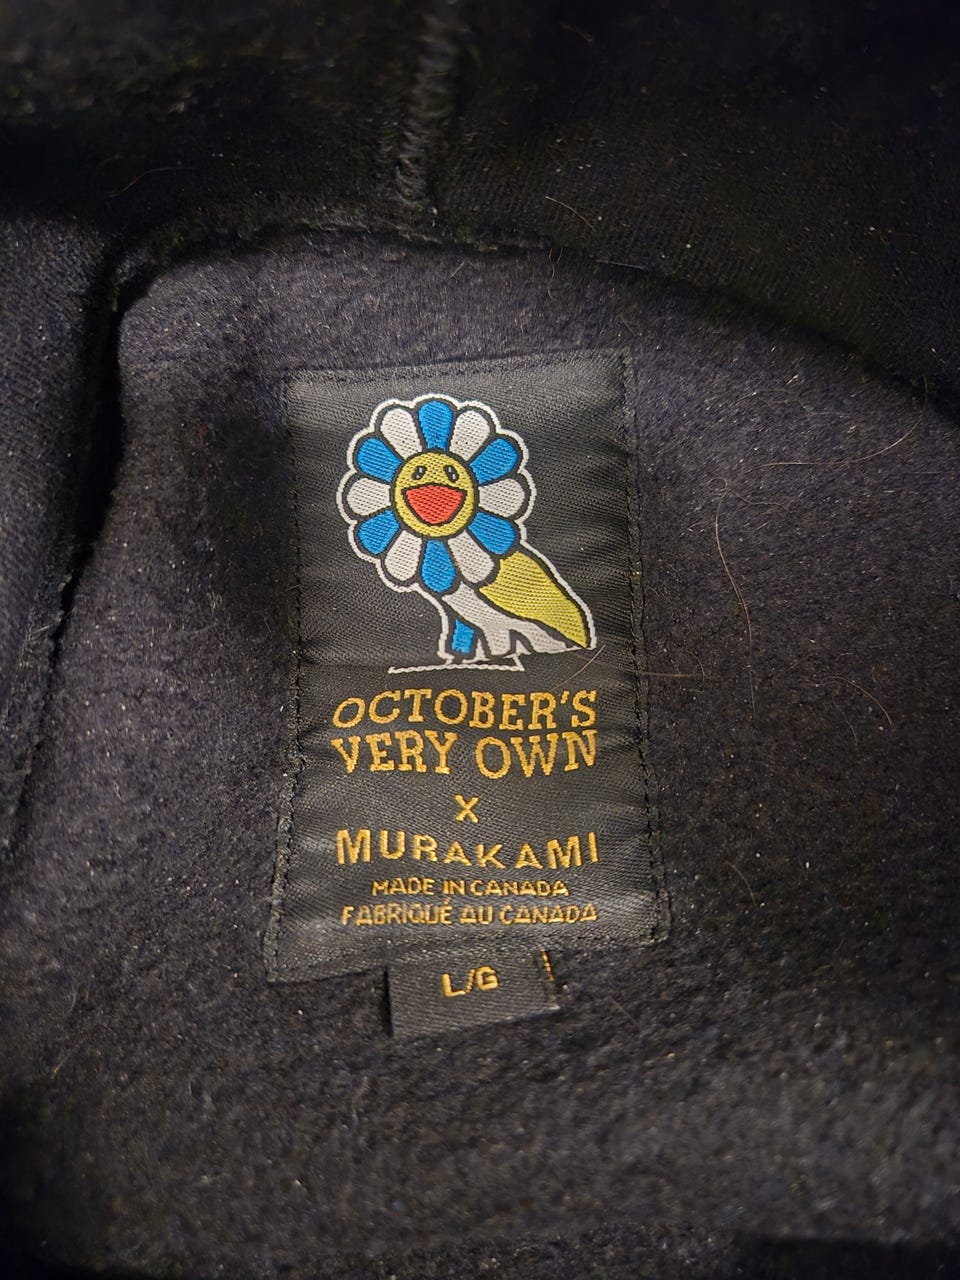 OCTOBER'S
VERY OWN
X
MURAKAMI
MADE IN CANADA
FABRIQUÉ AU CANADA
L/G